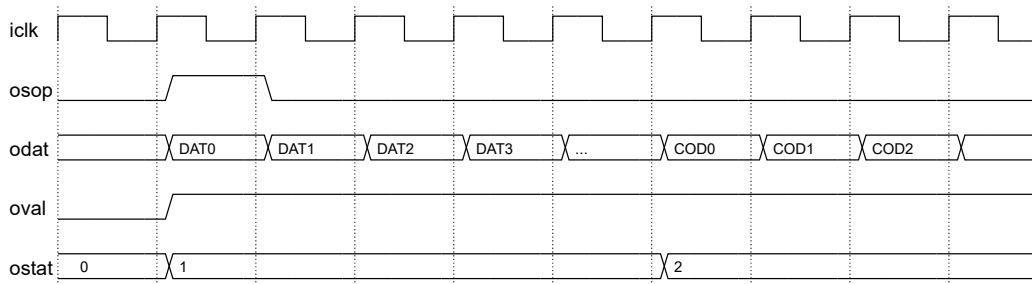 iclk
osop
odat DAT0 DAT1 DAT2 DAT3 ... COD0 COD1 COD2
oval
ostat 0 1 2